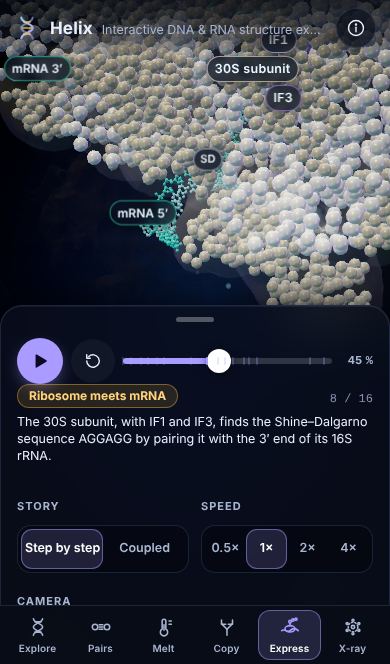 Helix Interactive DNA & RNA structure ex...
IF1
mRNA 3′
30S subunit
IF3
SD
mRNA 5′
45 %
Ribosome meets mRNA
8 / 16
The 30S subunit, with IF1 and IF3, finds the Shine–Dalgarno
sequence AGGAGG by pairing it with the 3′ end of its 16S
rRNA.
STORY
SPEED
Step by step Coupled
0.5× 1× 2× 4×
CAMERA
Explore Pairs Melt Copy Express X-ray